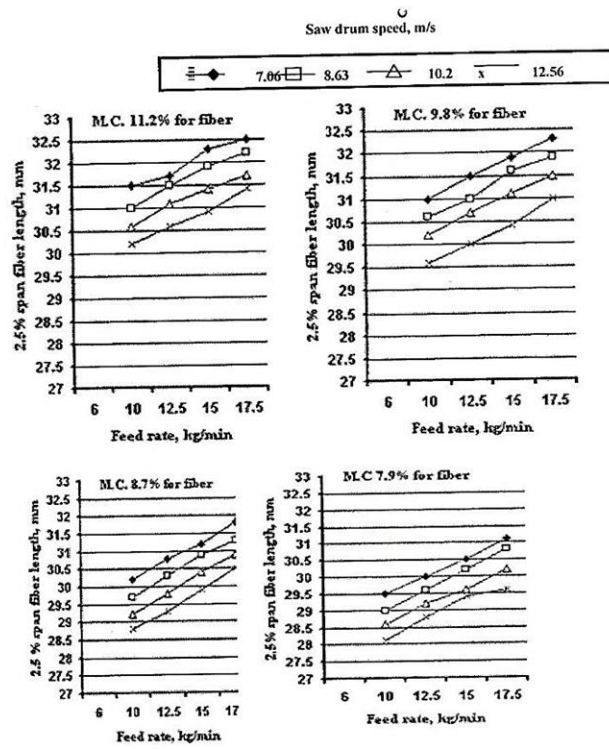 Saw drum speed, m/s
7.06 8.63 10.2 x 12.56
M.C. 11.2% for fiber
2.5% span fiber length, mm
33
32.5
32
31.5
31
30.5
30
29.5
29
28.5
28
27.5
27
6 10 12.5 15 17.5
Feed rate, kg/min
M.C. 9.8% for fiber
2.5% span fiber length, mm
33
32.5
32
31.5
31
30.5
30
29.5
29
28.5
28
27.5
27
6 10 12.5 15 17.5
Feed rate, kg/min
M.C. 8.7% for fiber
2.5 % span fiber length, mm
33
32.5
32
31.5
31
30.5
30
29.5
29
28.5
28
27.5
27
6 10 12.5 15 17
Feed rate, kg/min
M.C 7.9% for fiber
2.5% span fiber length, mm
33
32.5
32
31.5
31
30.5
30
29.5
29
28.5
28
27.5
27
6 10 12.5 15 17.5
Feed rate, kg/min